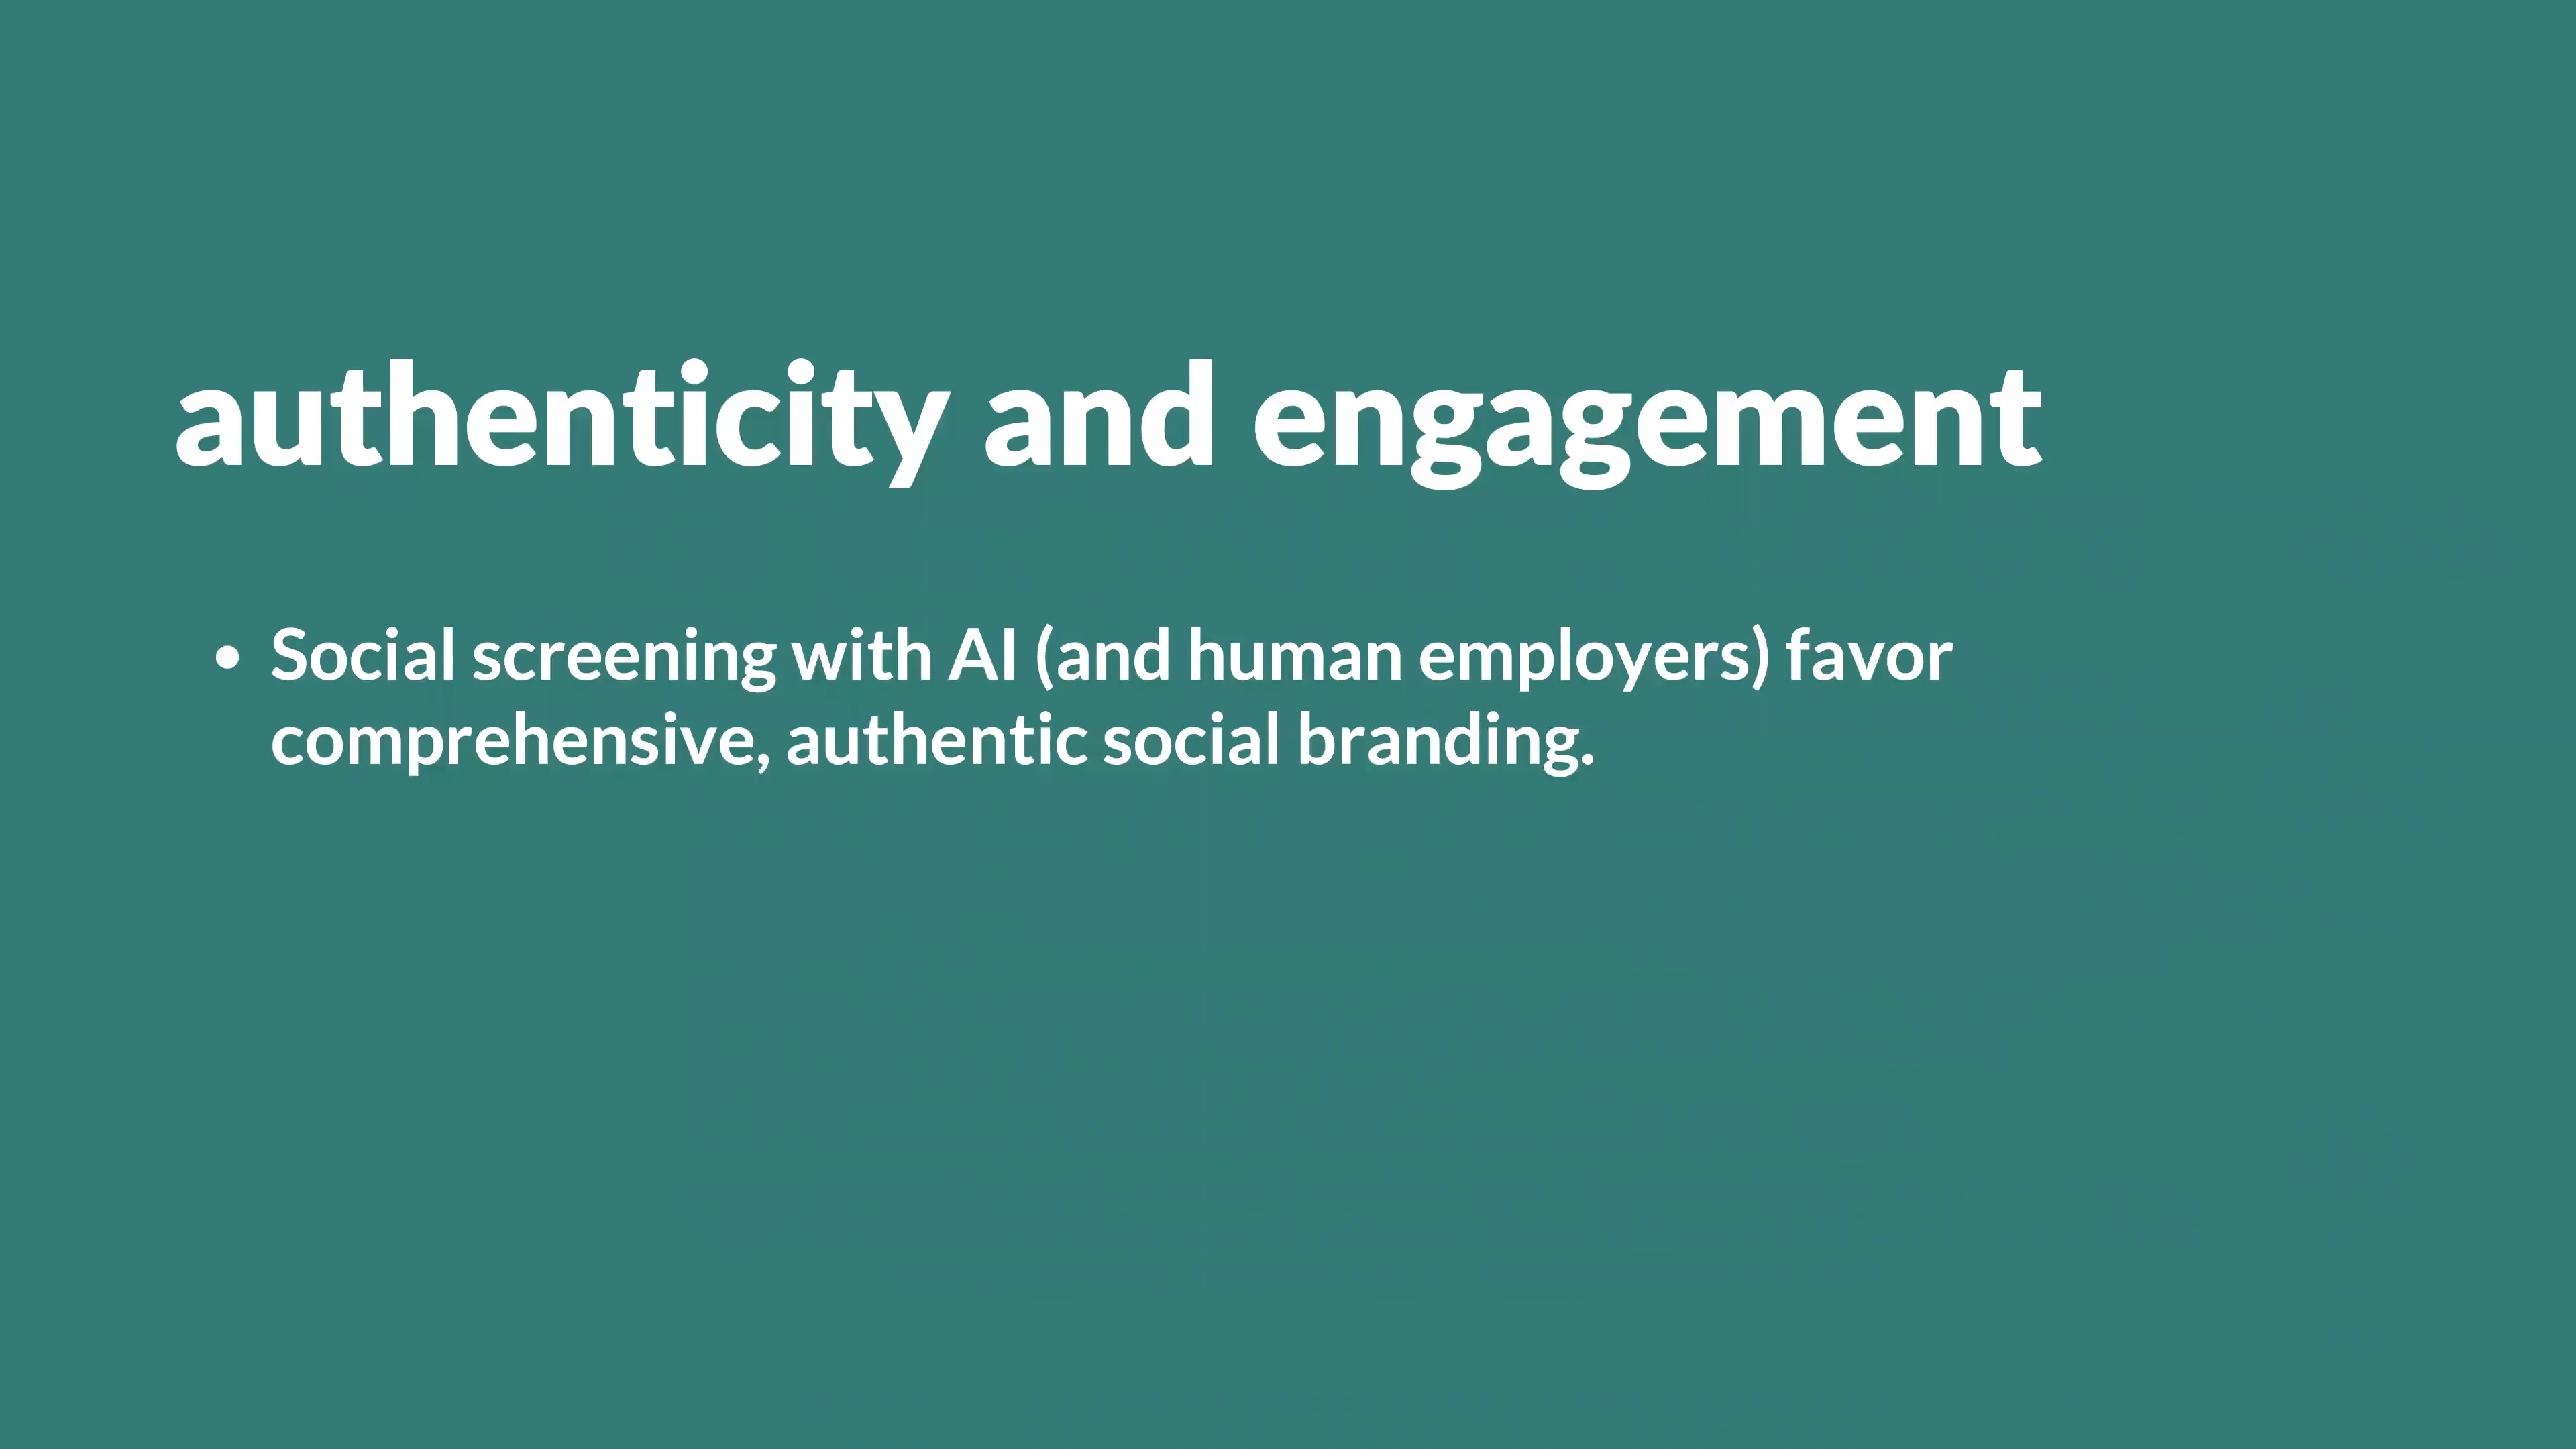 authenticity and engagement
• Social screening with AI (and human employers) favor
comprehensive, authentic social branding.